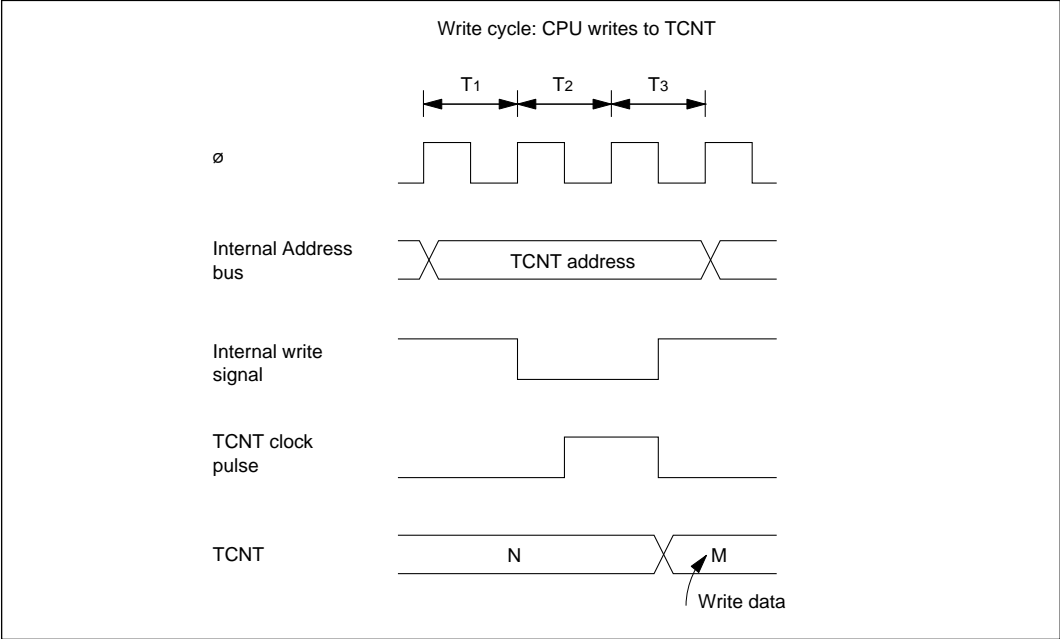 Write cycle: CPU writes to TCNT
T1 T2 T3
ø
Internal Address
bus
TCNT address
Internal write
signal
TCNT clock
pulse
TCNT
N
M
Write data